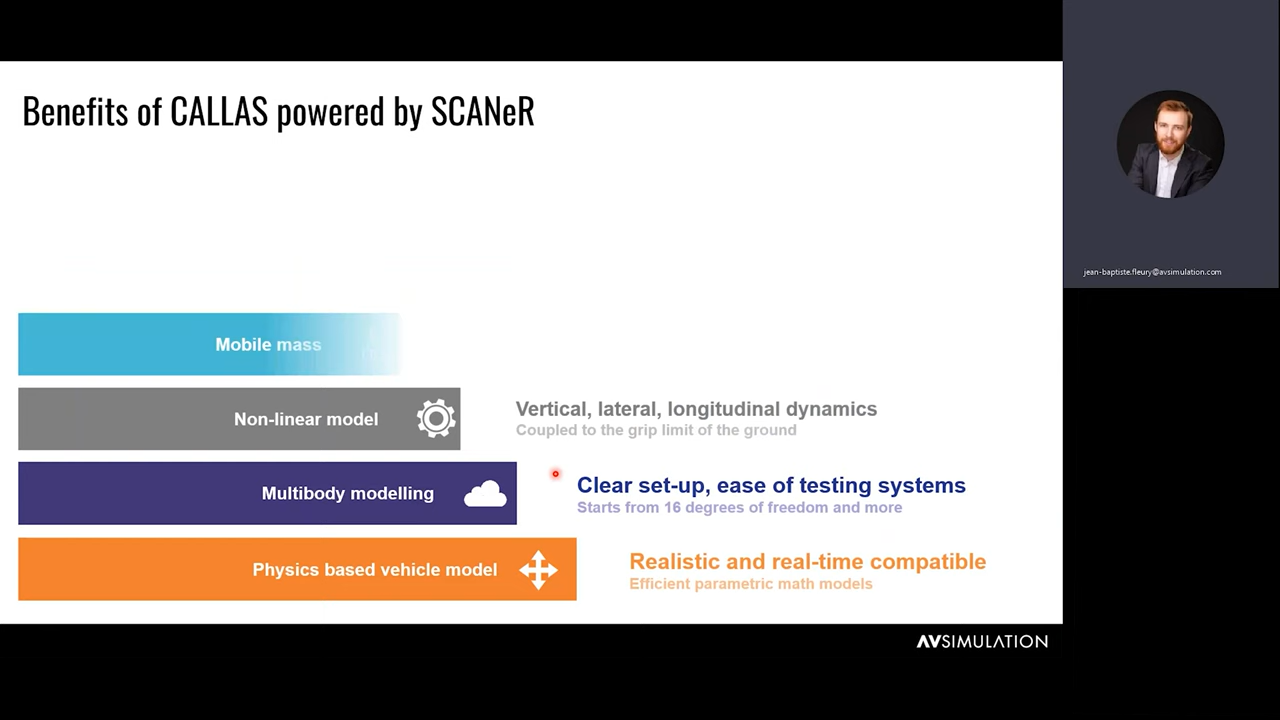 Benefits of CALLAS powered by SCANeR
jean-baptiste.fleury@avsimulation.com
Mobile mass
Non-linear model
Vertical, lateral, longitudinal dynamics
Coupled to the grip limit of the ground
Multibody modelling
Clear set-up, ease of testing systems
Starts from 16 degrees of freedom and more
Physics based vehicle model
Realistic and real-time compatible
Efficient parametric math models
AVSIMULATION